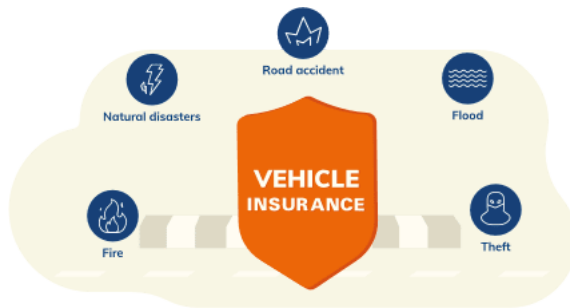 Road accident
Natural disasters
Flood
VEHICLE
INSURANCE
Fire
Theft